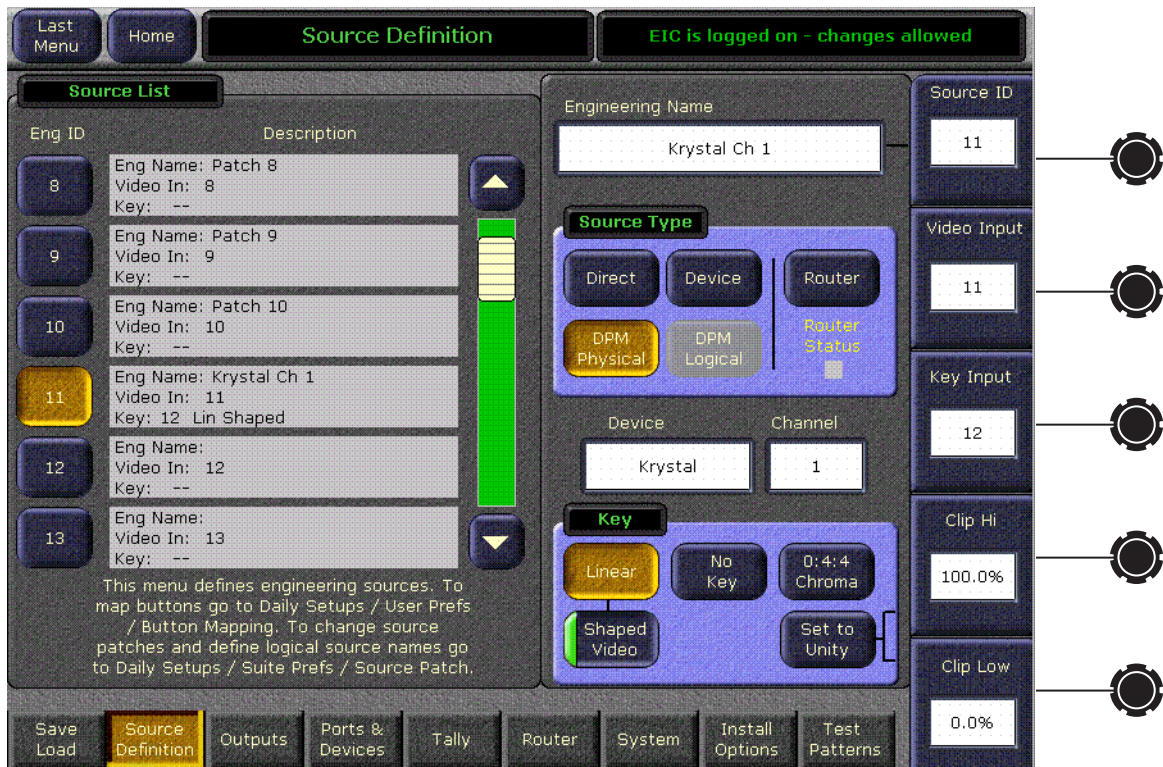 Last
Menu
Home
Source Definition
EIC is logged on - changes allowed
Source List
Eng ID
Description
8
Eng Name: Patch 8
Video In: 8
Key: --
9
Eng Name: Patch 9
Video In: 9
Key: --
10
Eng Name: Patch 10
Video In: 10
Key: --
11
Eng Name: Krystal Ch 1
Video In: 11
Key: 12 Lin Shaped
12
Eng Name:
Video In: 12
Key: --
13
Eng Name:
Video In: 13
Key: --
This menu defines engineering sources. To
map buttons go to Daily Setups / User Prefs
/ Button Mapping. To change source
patches and define logical source names go
to Daily Setups / Suite Prefs / Source Patch.
Engineering Name
Krystal Ch 1
Source Type
Direct
Device
Router
DPM
Physical
DPM
Logical
Router
Status
Device
Channel
Krystal
1
Key
Linear
No
Key
0:4:4
Chroma
Shaped
Video
Set to
Unity
Source ID
11
Video Input
11
Key Input
12
Clip Hi
100.0%
Clip Low
0.0%
Save
Load
Source
Definition
Outputs
Ports &
Devices
Tally
Router
System
Install
Options
Test
Patterns